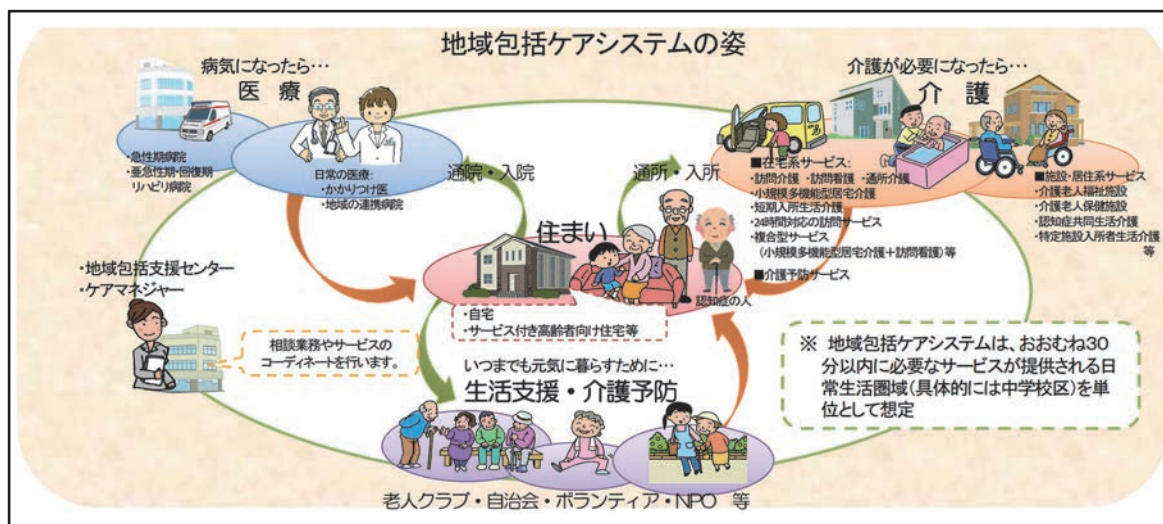 地域包括ケアシステムの姿
病気になったら…
医 療
・急性期病院
・亜急性期・回復期
リハビリ病院
日常の医療:
・かかりつけ医
・地域の連携病院
通院・入院
介護が必要になったら…
介 護
■在宅系サービス:
・訪問介護 ・訪問看護 ・通所介護
・小規模多機能型居宅介護
・短期入所生活介護
・24時間対応の訪問サービス
・複合型サービス
(小規模多機能型居宅介護+訪問看護)等
■介護予防サービス
■施設・居住系サービス
・介護老人福祉施設
・介護老人保健施設
・認知症共同生活介護
・特定施設入所者生活介護
等
通所・入所
住まい
認知症の人
・自宅
・サービス付き高齢者向け住宅等
・地域包括支援センター
・ケアマネジャー
相談業務やサービスの
コーディネートを行います。
いつまでも元気に暮らすために…
生活支援・介護予防
老人クラブ・自治会・ボランティア・NPO 等
※ 地域包括ケアシステムは、おおむね30
分以内に必要なサービスが提供される日
常生活圏域(具体的には中学校区)を単
位として想定